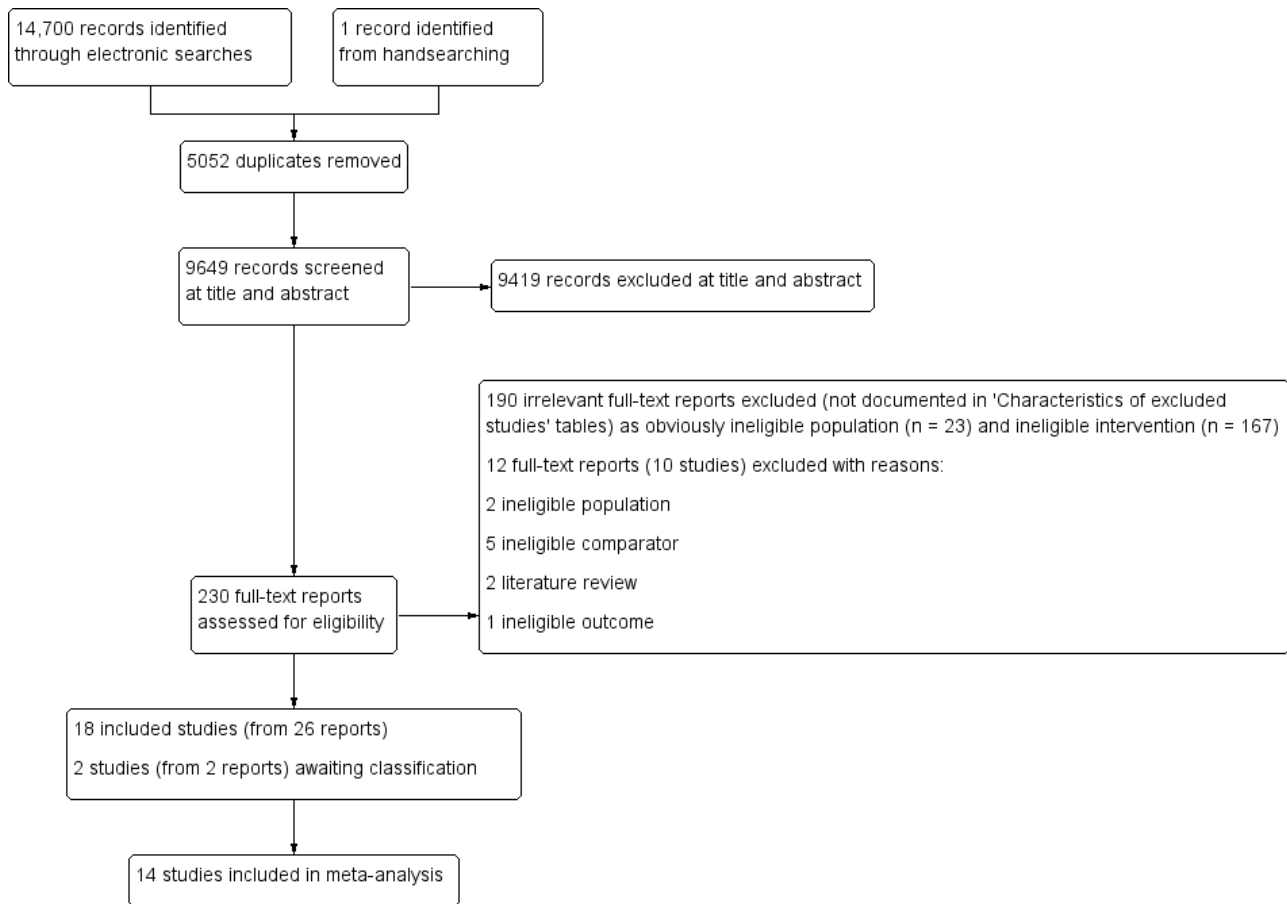 14,700 records identified
through electronic searches
1 record identified
from handsearching
5052 duplicates removed
9649 records screened
at title and abstract
9419 records excluded at title and abstract
190 irrelevant full-text reports excluded (not documented in 'Characteristics of excluded
studies' tables) as obviously ineligible population (n = 23) and ineligible intervention (n = 167)
12 full-text reports (10 studies) excluded with reasons:
2 ineligible population
5 ineligible comparator
2 literature review
1 ineligible outcome
230 full-text reports
assessed for eligibility
18 included studies (from 26 reports)
2 studies (from 2 reports) awaiting classification
14 studies included in meta-analysis